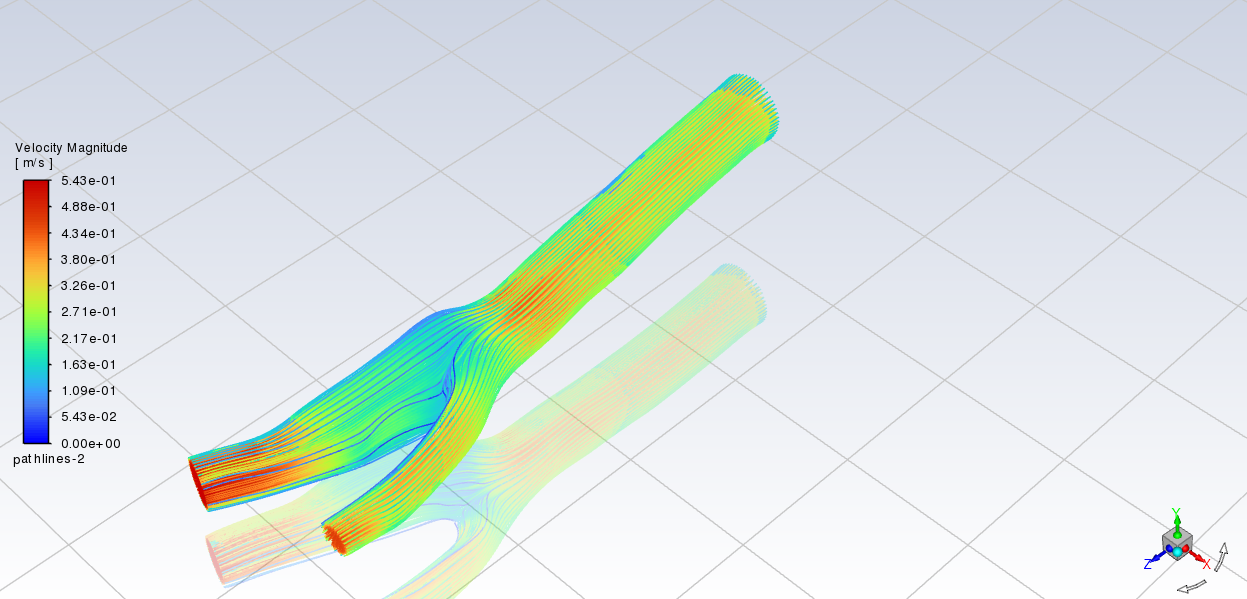 Velocity Magnitude
[ m/s ]
5.43e-01
4.88e-01
4.34e-01
3.80e-01
3.26e-01
2.71e-01
2.17e-01
1.63e-01
1.09e-01
5.43e-02
0.00e+00
pathlines-2
Y
Z
X